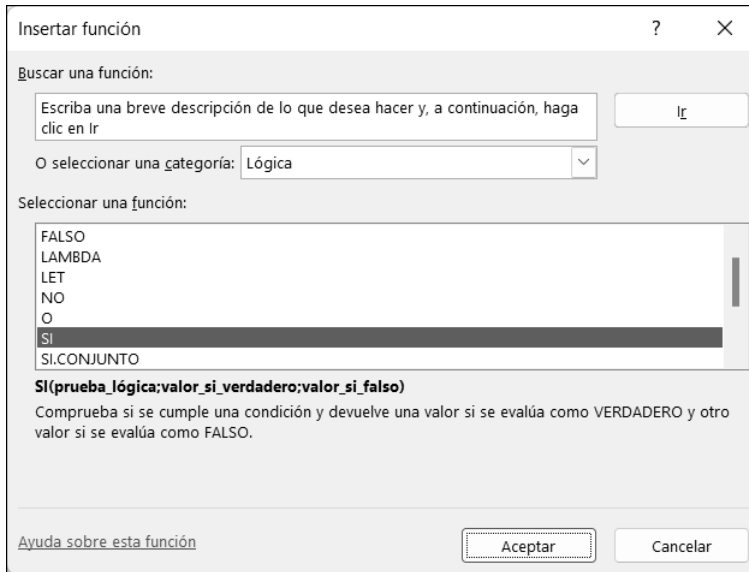 Insertar función
?
Buscar una función:
Escriba una breve descripción de lo que desea hacer y, a continuación, haga
clic en Ir
Ir
O seleccionar una categoría: Lógica
Seleccionar una función:
FALSO
LAMBDA
LET
NO
O
SI
SI.CONJUNTO
SI(prueba_lógica;valor_si_verdadero;valor_si_falso)
Comprueba si se cumple una condición y devuelve una valor si se evalúa como VERDADERO y otro
valor si se evalúa como FALSO.
Ayuda sobre esta función
Aceptar
Cancelar